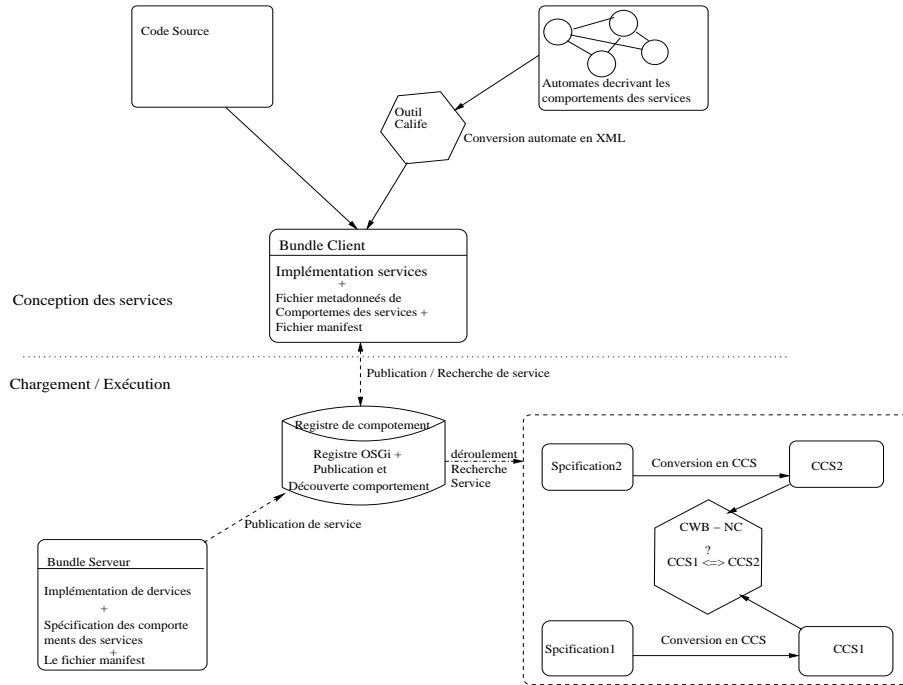 Code Source
Automates decrivant les
comportements des services
Outil
Calife
Conversion automate en XML
Bundle Client
Implémentation services
+
Fichier metadonneés de
Comportemes des services +
Fichier manifest
Conception des services
Chargement / Exécution
Publication / Recherche de service
Registre de compotement
Registre OSGi +
Publication et
Découverte comportement
déroulement
Recherche
Service
Publication de service
Bundle Serveur
Implémentation de dervices
+
Spécification des comporte
ments des services
+
Le fichier manifest
Spcification2
Conversion en CCS
CCS2
CWB – NC
?
CCS1 <=> CCS2
Spcification1
Conversion en CCS
CCS1